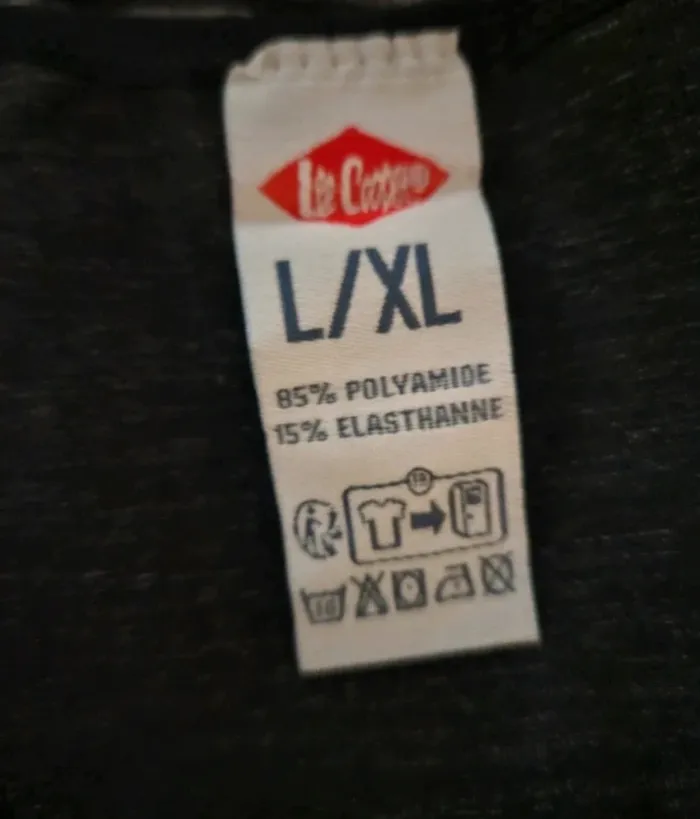 Lee Cooper
L/XL
85% POLYAMIDE
15% ELASTHANNE